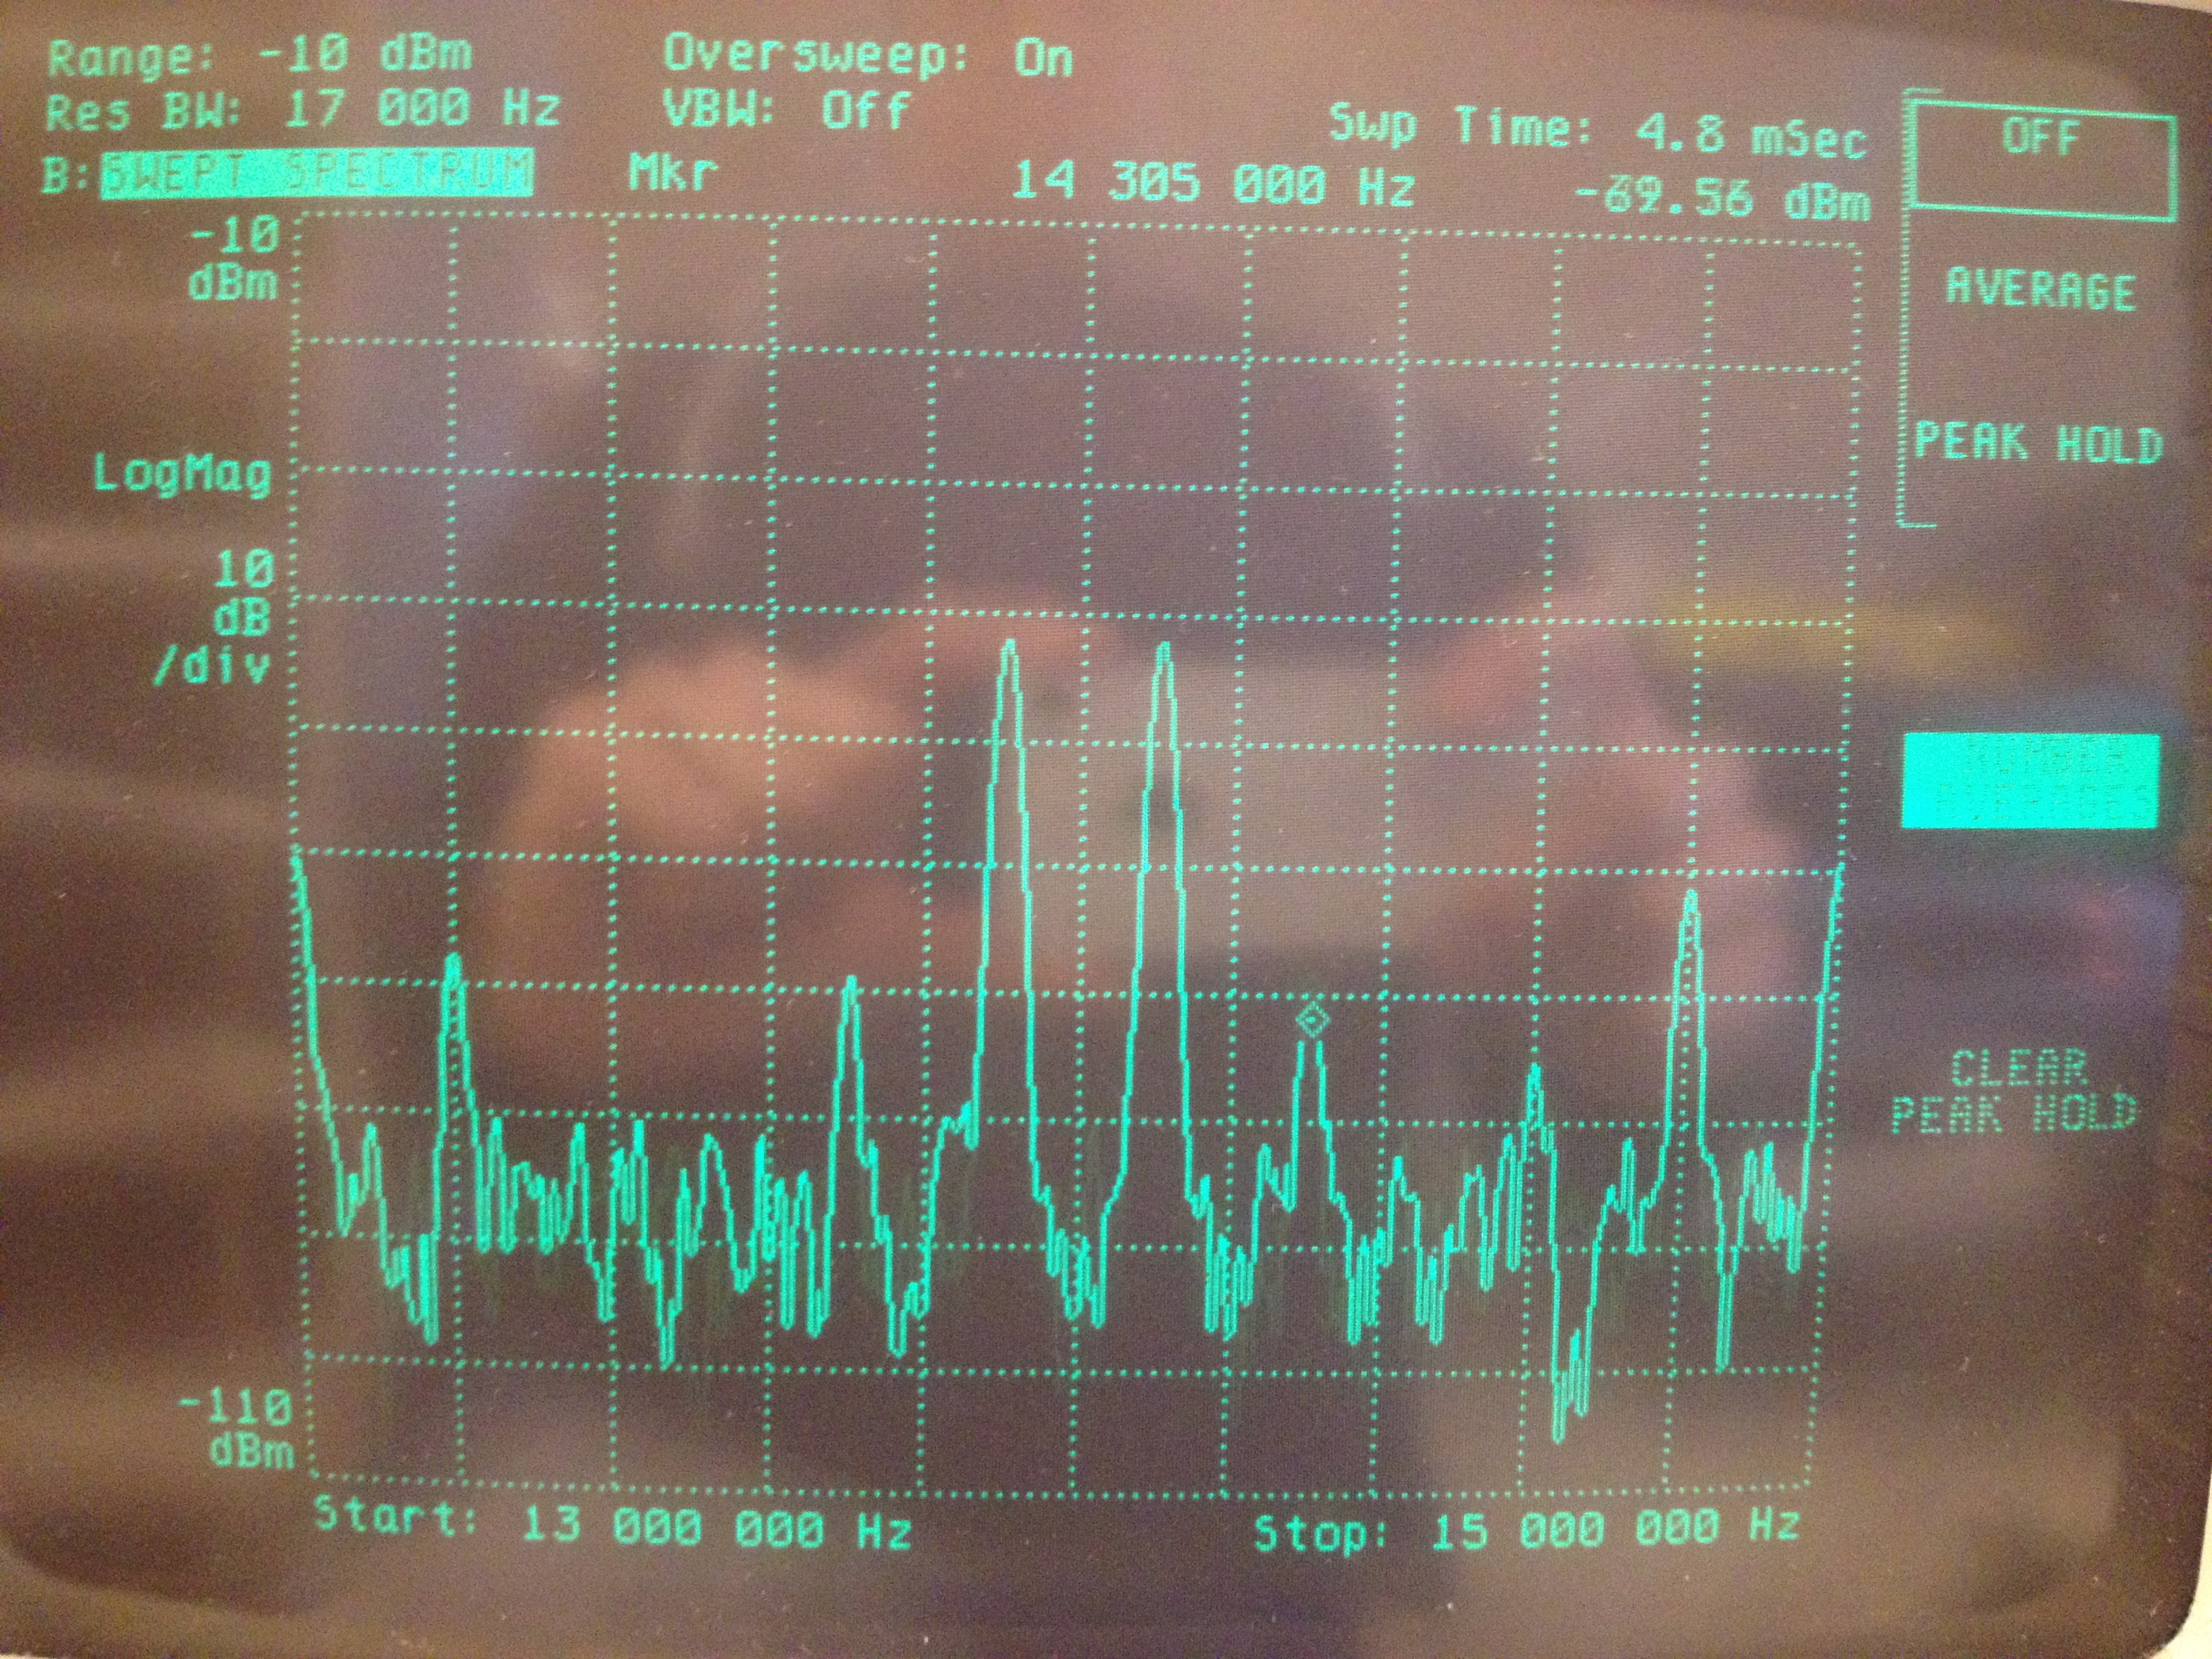 Range: -10 dBm Oversweep: On
Res BW: 17 000 Hz VBW: Off Swp Time: 4.8 mSec
B: SWEPT SPECTRUM Mkr 14 305 000 Hz dBm
-10
dBm
LogMag
10
dB
/div
-110
dBm
Start: 13 000 000 Hz Stop: 15 000 000 Hz
OFF
AVERAGE
PEAK HOLD
NUMBER
AVERAGES
CLEAR
PEAK HOLD